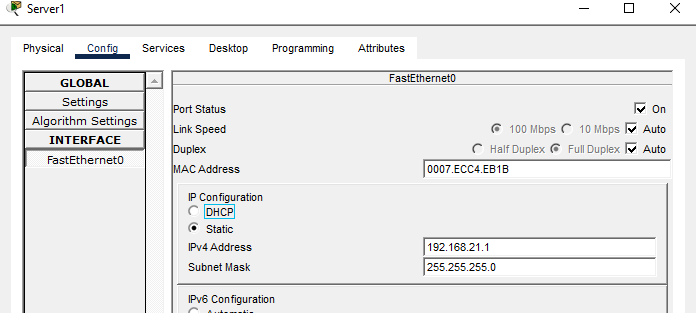 Server1
Physical Config Services Desktop Programming Attributes
GLOBAL
Settings
Algorithm Settings
INTERFACE
FastEthernet0
FastEthernet0
Port Status On
Link Speed 100 Mbps 10 Mbps Auto
Duplex Half Duplex Full Duplex Auto
MAC Address 0007.ECC4.EB1B
IP Configuration
DHCP
Static
IPv4 Address 192.168.21.1
Subnet Mask 255.255.255.0
IPv6 Configuration
Automatic